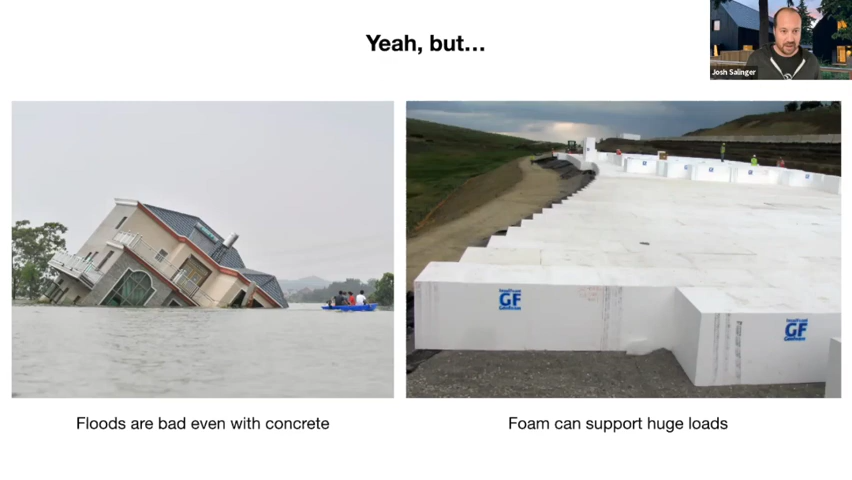 Yeah, but...
Josh Salinger
GF
GF
Floods are bad even with concrete
Foam can support huge loads